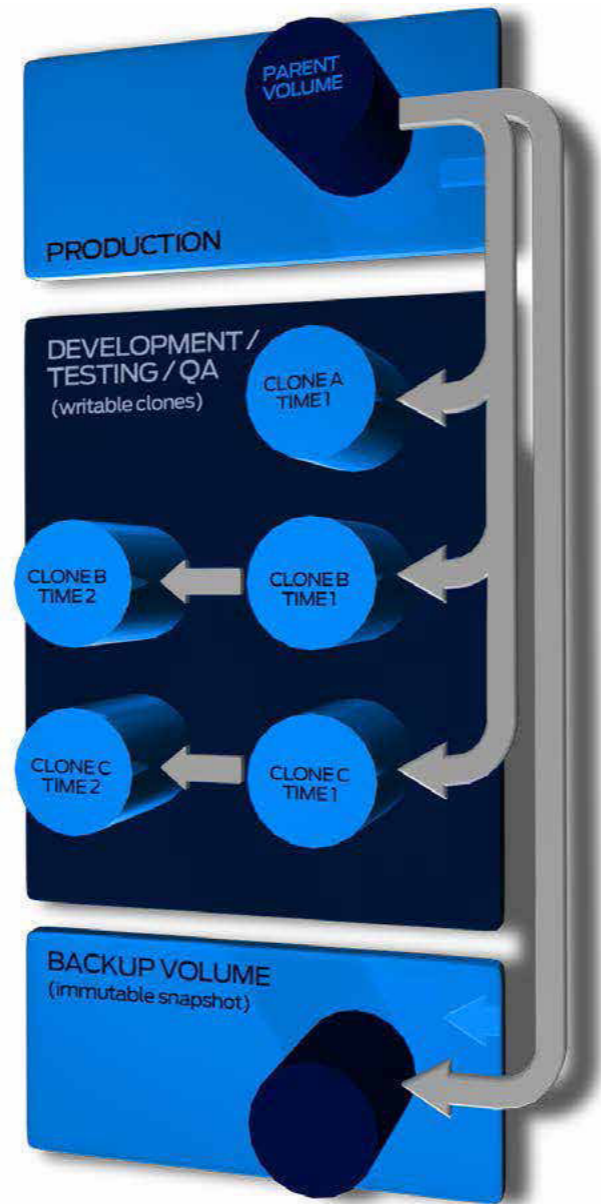 PARENT
VOLUME
PRODUCTION
DEVELOPMENT /
TESTING / QA
(writable clones)
CLONE A
TIME 1
CLONE B
TIME 2
CLONE B
TIME 1
CLONE C
TIME 2
CLONE C
TIME 1
BACKUP VOLUME
(immutable snapshot)